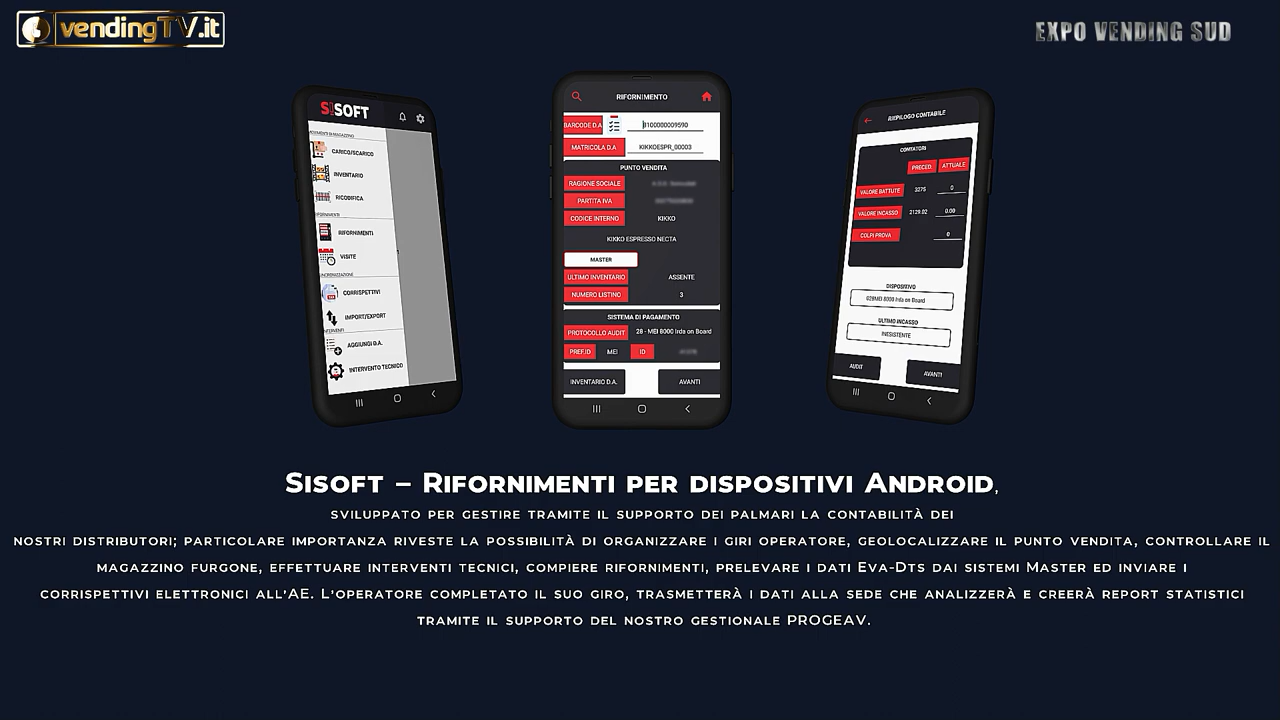 vendingTV.it
EXPO VENDING SUD
SISOFT
CARICO/SCARICO
INVENTARIO
RICODIFICA
RIFORNIMENTI
VISITE
CORRISPETTIVI
IMPORT/EXPORT
AGGIUNGI D.A.
INTERVENTO TECNICO
RIFORNIMENTO
BARCODE D.A
8100000009590
MATRICOLA D.A
KIKKOESPR_00003
PUNTO VENDITA
RAGIONE SOCIALE
PARTITA IVA
CODICE INTERNO KIKKO
KIKKO ESPRESSO NECTA
MASTER
ULTIMO INVENTARIO ASSENTE
NUMERO LISTINO 3
SISTEMA DI PAGAMENTO
PROTOCOLLO AUDIT 28 - MEI 8000 Irda on Board
PREF.ID MEI ID
INVENTARIO D.A. AVANTI
RIEPILOGO CONTABILE
CONTATORI
PRECED. ATTUALE
VALORE BATTUTE 3275 0
VALORE INCASSO 2129.02 0.00
COLPI PROVA 0
DISPOSITIVO
028MEI 8000 Irda on Board
ULTIMO INCASSO
INESISTENTE
AUDIT AVANTI
Sisoft – Rifornimenti per dispositivi Android,
sviluppato per gestire tramite il supporto dei palmari la contabilità dei
nostri distributori; particolare importanza riveste la possibilità di organizzare i giri operatore, geolocalizzare il punto vendita, controllare il
magazzino furgone, effettuare interventi tecnici, compiere rifornimenti, prelevare i dati Eva-Dts dai sistemi Master ed inviare i
corrispettivi elettronici all'AE. L'operatore completato il suo giro, trasmetterà i dati alla sede che analizzerà e creerà report statistici
tramite il supporto del nostro gestionale PROGEAV.